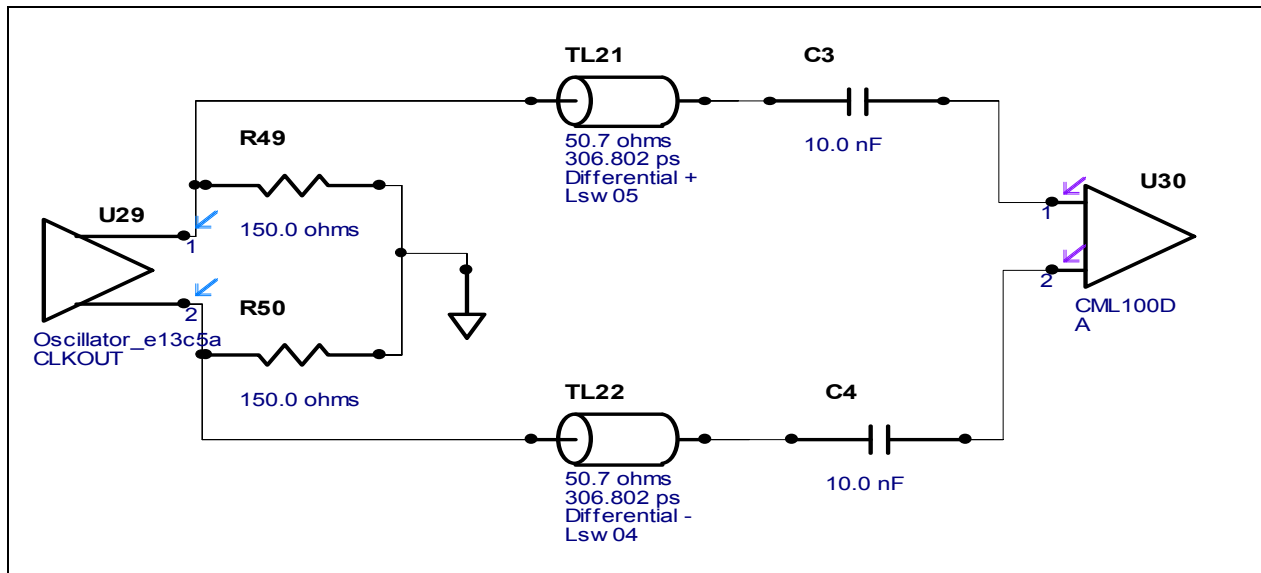 TL21
C3
50.7 ohms
306.802 ps
Differential +
Lsw 05
10.0 nF
R49
150.0 ohms
U29
1
2
Oscillator_e13c5a
CLKOUT
R50
150.0 ohms
U30
1
2
CML100D
A
TL22
C4
50.7 ohms
306.802 ps
Differential -
Lsw 04
10.0 nF